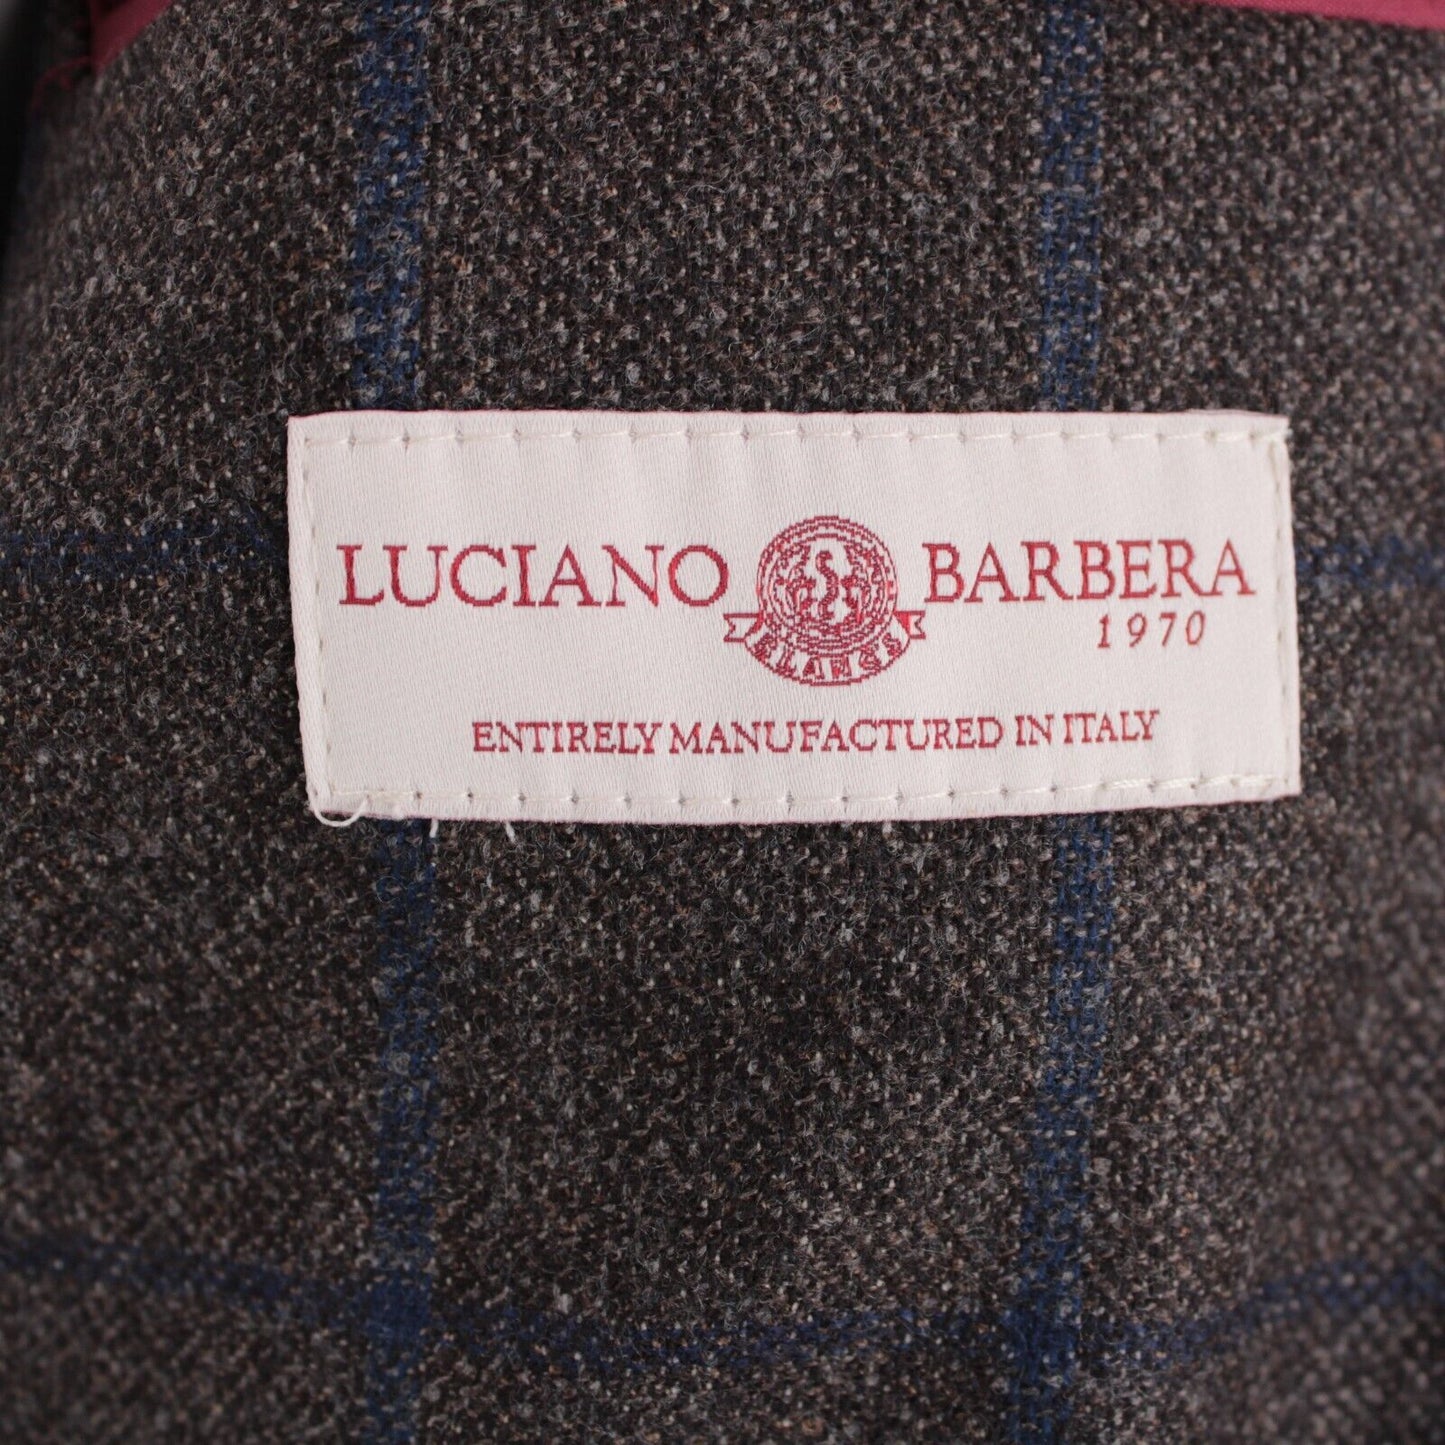 LUCIANO BARBERA
1970
ENTIRELY MANUFACTURED IN ITALY